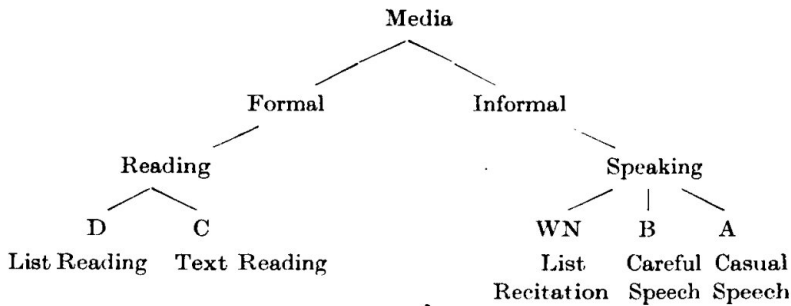 Media
Formal Informal
Reading Speaking
D C WN B A
List Reading Text Reading List Careful Casual
Recitation Speech Speech